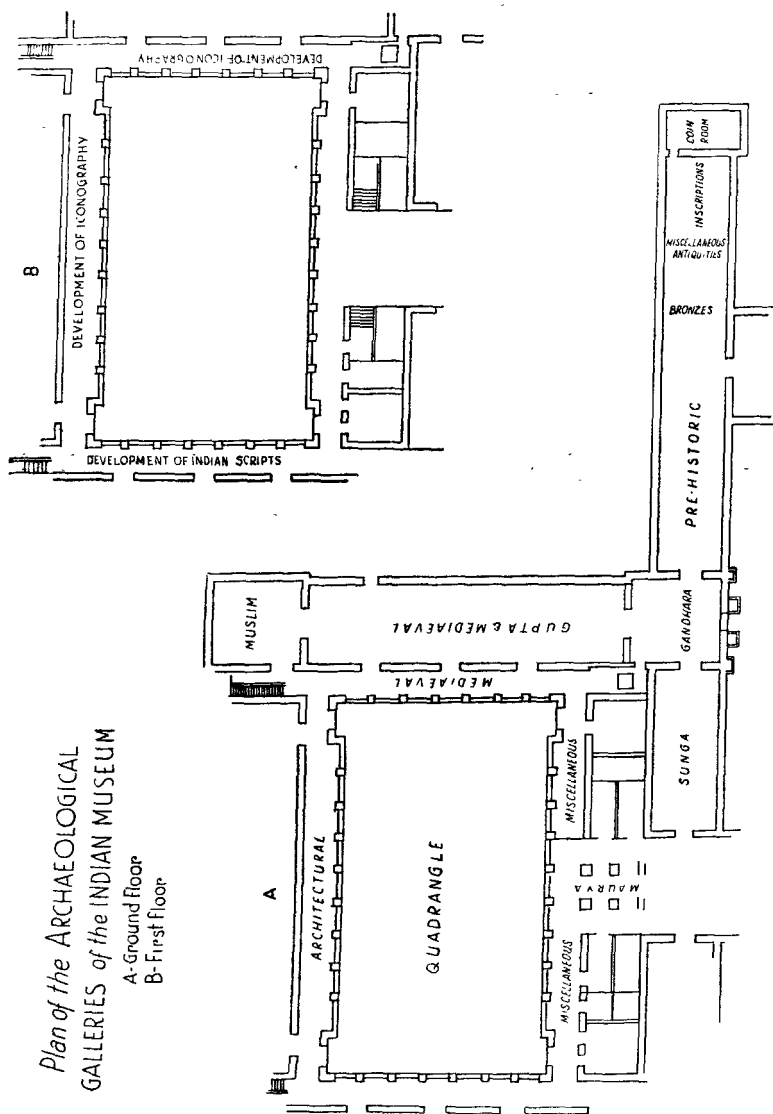 Plan of the ARCHAEOLOGICAL
GALLERIES of the INDIAN MUSEUM
A-Ground Floor
B-First Floor
A
ARCHITECTURAL
QUADRANGLE
MISCELLANEOUS
MAURYA
MISCELLANEOUS
MEDIAEVAL
MUSLIM
GUPTA & MEDIAEVAL
SUNGA
GANDHARA
PRE-HISTORIC
BRONZES
MISCELLANEOUS
ANTIQUITIES
INSCRIPTIONS
COIN
ROOM
B
DEVELOPMENT OF INDIAN SCRIPTS
DEVELOPMENT OF ICONOGRAPHY
DEVELOPMENT OF ICONOGRAPHY